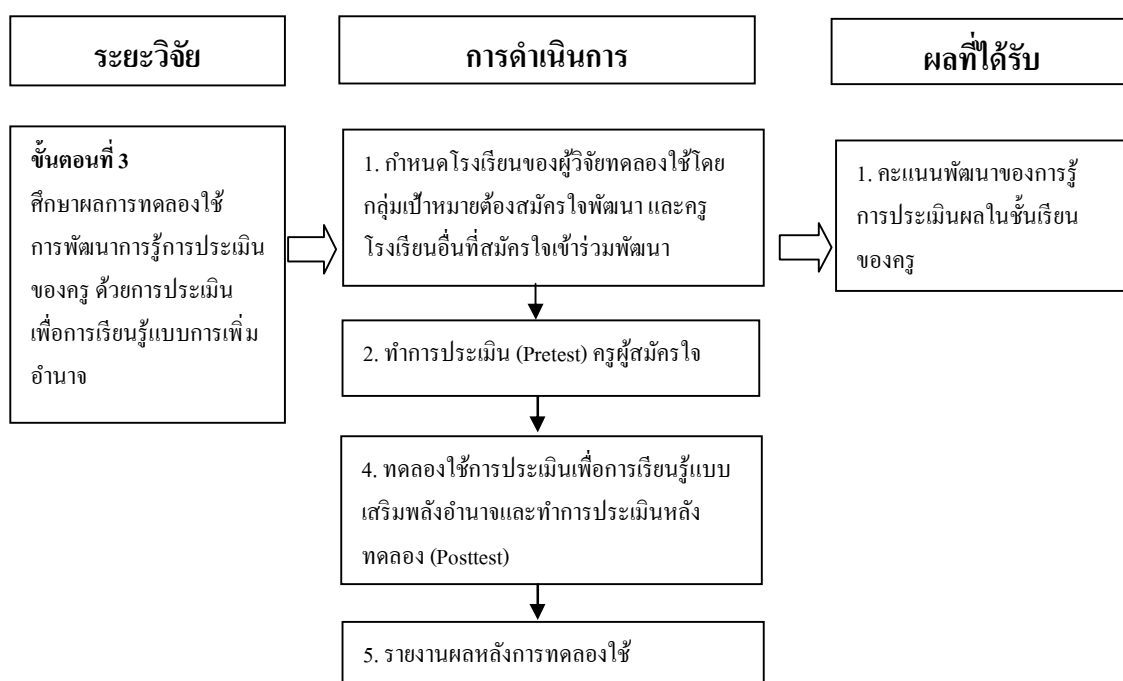 ระยะวิจัย
การดำเนินการ
ผลที่ได้รับ
ขั้นตอนที่ 3
ศึกษาผลการทดลองใช้
การพัฒนาการรู้การประเมิน
ของครู ด้วยการประเมิน
เพื่อการเรียนรู้แบบการเพิ่ม
อำนาจ
1. กำหนดโรงเรียนของผู้วิจัยทดลองใช้โดย
กลุ่มเป้าหมายต้องสมัครใจพัฒนา และครู
โรงเรียนอื่นที่สมัครใจเข้าร่วมพัฒนา
2. ทำการประเมิน (Pretest) ครูผู้สมัครใจ
4. ทดลองใช้การประเมินเพื่อการเรียนรู้แบบ
เสริมพลังอำนาจและทำการประเมินหลัง
ทดลอง (Posttest)
5. รายงานผลหลังการทดลองใช้
1. คะแนนพัฒนาของการรู้
การประเมินผลในชั้นเรียน
ของครู